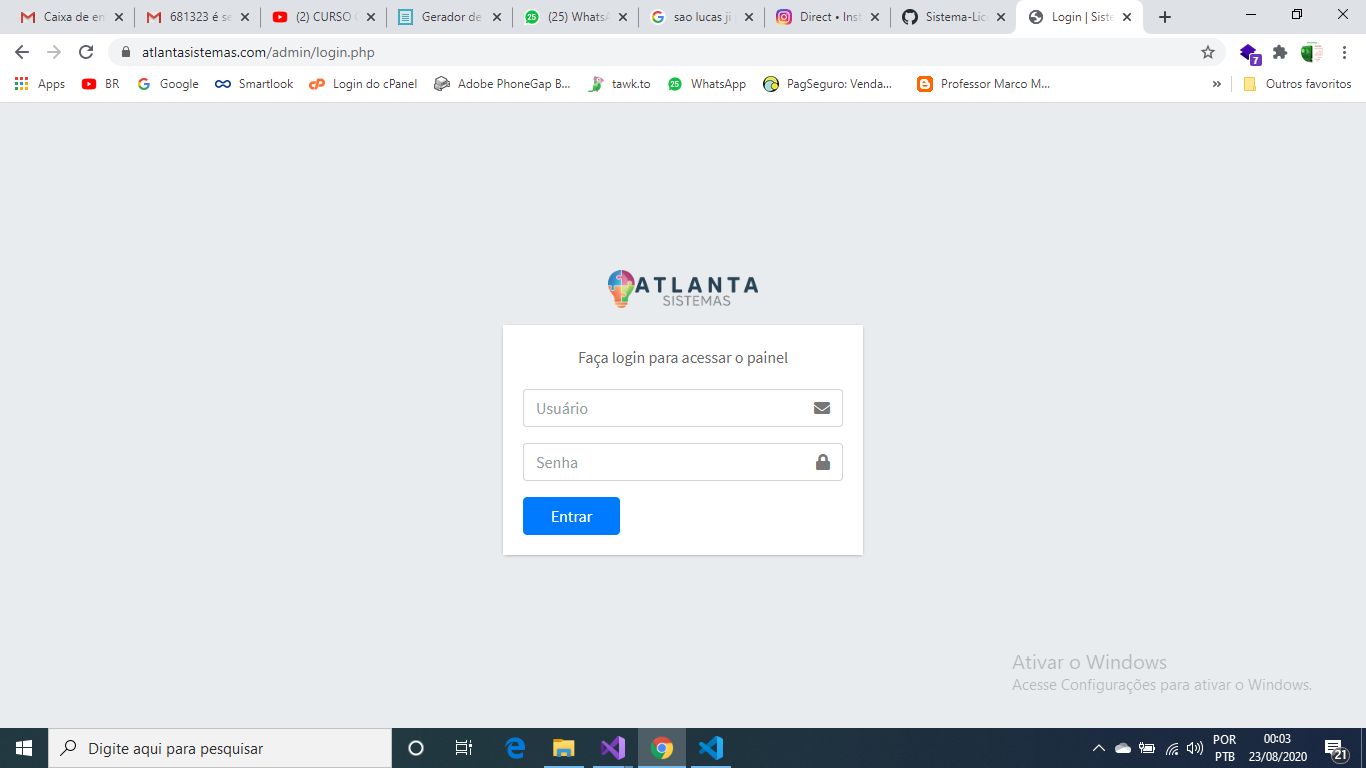 Caixa de en
681323 é se
(2) CURSO
Gerador de
(25) WhatsA
sao lucas ji
Direct • Inst
Sistema-Lic
Login | Siste
atlantasistemas.com/admin/login.php
7
Apps
BR
Google
Smartlook
Login do cPanel
Adobe PhoneGap B...
tawk.to
25
WhatsApp
PagSeguro: Venda...
Professor Marco M...
»
Outros favoritos
ATLANTA
SISTEMAS
Faça login para acessar o painel
Usuário
Senha
Entrar
Ativar o Windows
Acesse Configurações para ativar o Windows.
Digite aqui para pesquisar
POR
PTB
00:03
23/08/2020
21